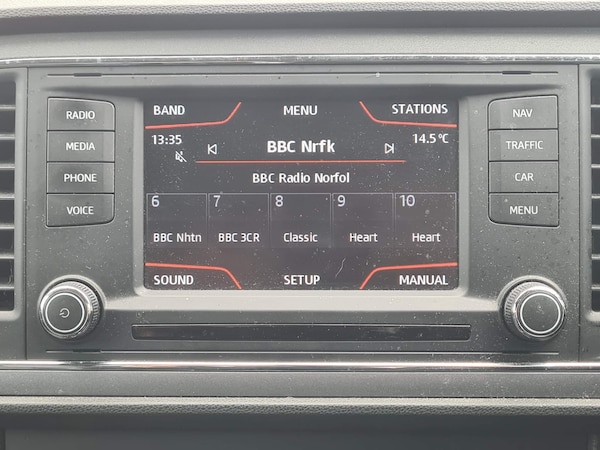 RADIO
MEDIA
PHONE
VOICE
BAND MENU STATIONS
13:35 14.5°C
BBC Nrfk
BBC Radio Norfol
6 7 8 9 10
BBC Nhtn BBC 3CR Classic Heart Heart
SOUND SETUP MANUAL
NAV
TRAFFIC
CAR
MENU